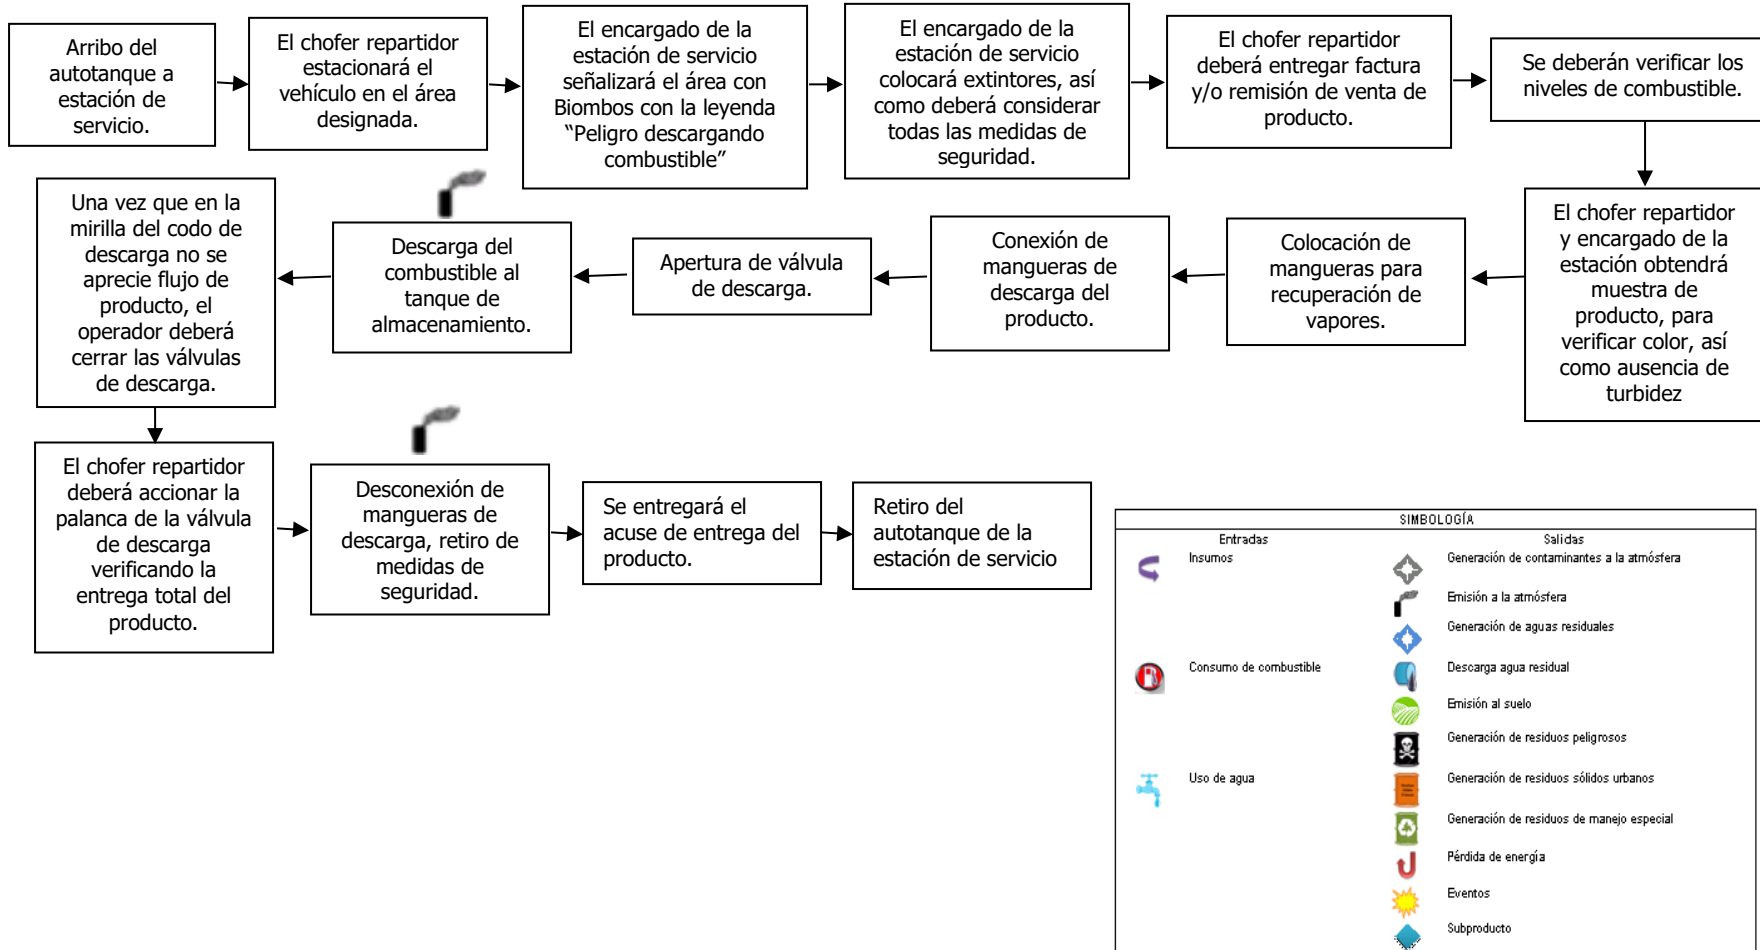 Arribo del
autotanque a
estación de
servicio.
El chofer repartidor
estacionará el
vehículo en el área
designada.
El encargado de la
estación de servicio
señalizará el área con
Biombos con la leyenda
“Peligro descargando
combustible”
El encargado de la
estación de servicio
colocará extintores, así
como deberá considerar
todas las medidas de
seguridad.
El chofer repartidor
deberá entregar factura
y/o remisión de venta de
producto.
Se deberán verificar los
niveles de combustible.
El chofer repartidor
y encargado de la
estación obtendrá
muestra de
producto, para
verificar color, así
como ausencia de
turbidez
Colocación de
mangueras para
recuperación de
vapores.
Conexión de
mangueras de
descarga del
producto.
Apertura de válvula
de descarga.
Descarga del
combustible al
tanque de
almacenamiento.
Una vez que en la
mirilla del codo de
descarga no se
aprecie flujo de
producto, el
operador deberá
cerrar las válvulas
de descarga.
El chofer repartidor
deberá accionar la
palanca de la válvula
de descarga
verificando la
entrega total del
producto.
Desconexión de
mangueras de
descarga, retiro de
medidas de
seguridad.
Se entregará el
acuse de entrega del
producto.
Retiro del
autotanque de la
estación de servicio
SIMBOLOGÍA
Entradas
Salidas
Insumos
Generación de contaminantes a la atmósfera
Emisión a la atmósfera
Generación de aguas residuales
Consumo de combustible
Descarga agua residual
Emisión al suelo
Generación de residuos peligrosos
Uso de agua
Generación de residuos sólidos urbanos
Generación de residuos de manejo especial
Pérdida de energía
Eventos
Subproducto